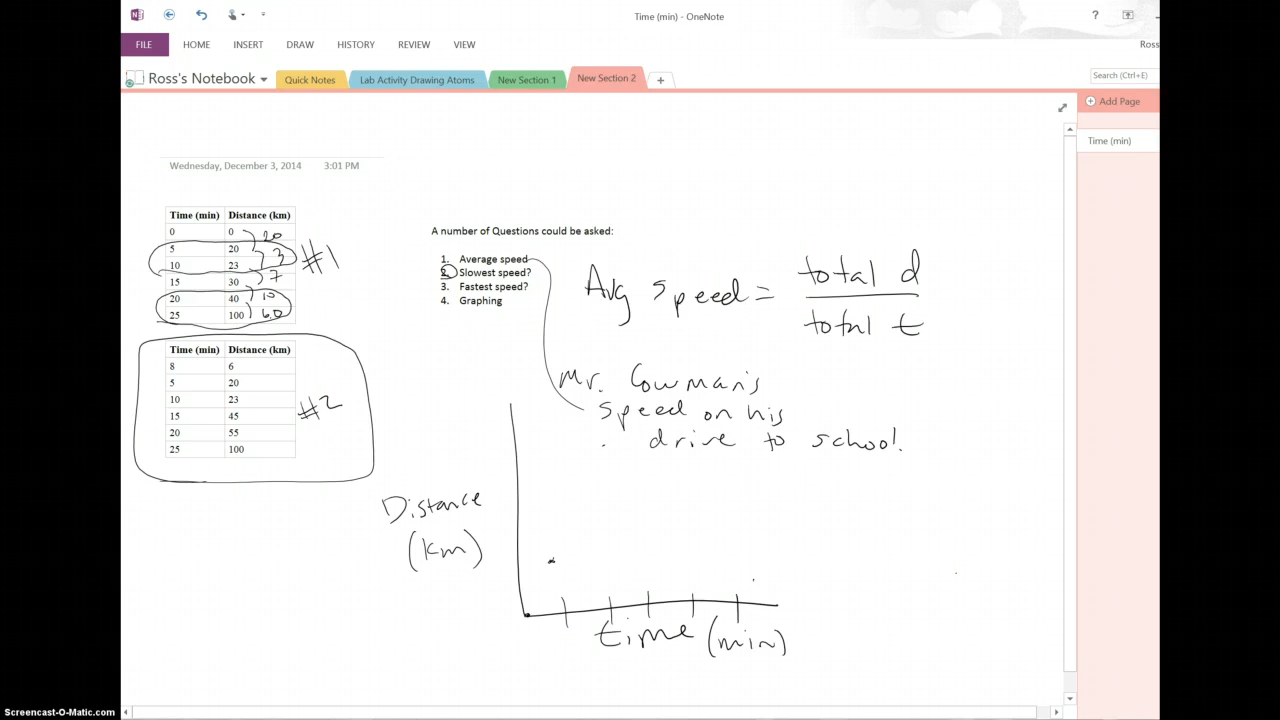 Time (min) - OneNote
?
Ross
FILE HOME INSERT DRAW HISTORY REVIEW VIEW
Ross's Notebook Quick Notes Lab Activity Drawing Atoms New Section 1 New Section 2 +
Search (Ctrl+E)
Add Page
Time (min)
Wednesday, December 3, 2014 3:01 PM
Time (min) Distance (km)
0 0
20
5 20
3
10 23
7
15 30
10
20 40
60
25 100
#1
Time (min) Distance (km)
8 6
5 20
10 23
15 45
20 55
25 100
#2
A number of Questions could be asked:
1. Average speed
2. Slowest speed?
3. Fastest speed?
4. Graphing
Avg speed = total d
total t
Mr. Cowman's
speed on his
drive to school.
Distance
(km)
time (min)
Screencast-O-Matic.com